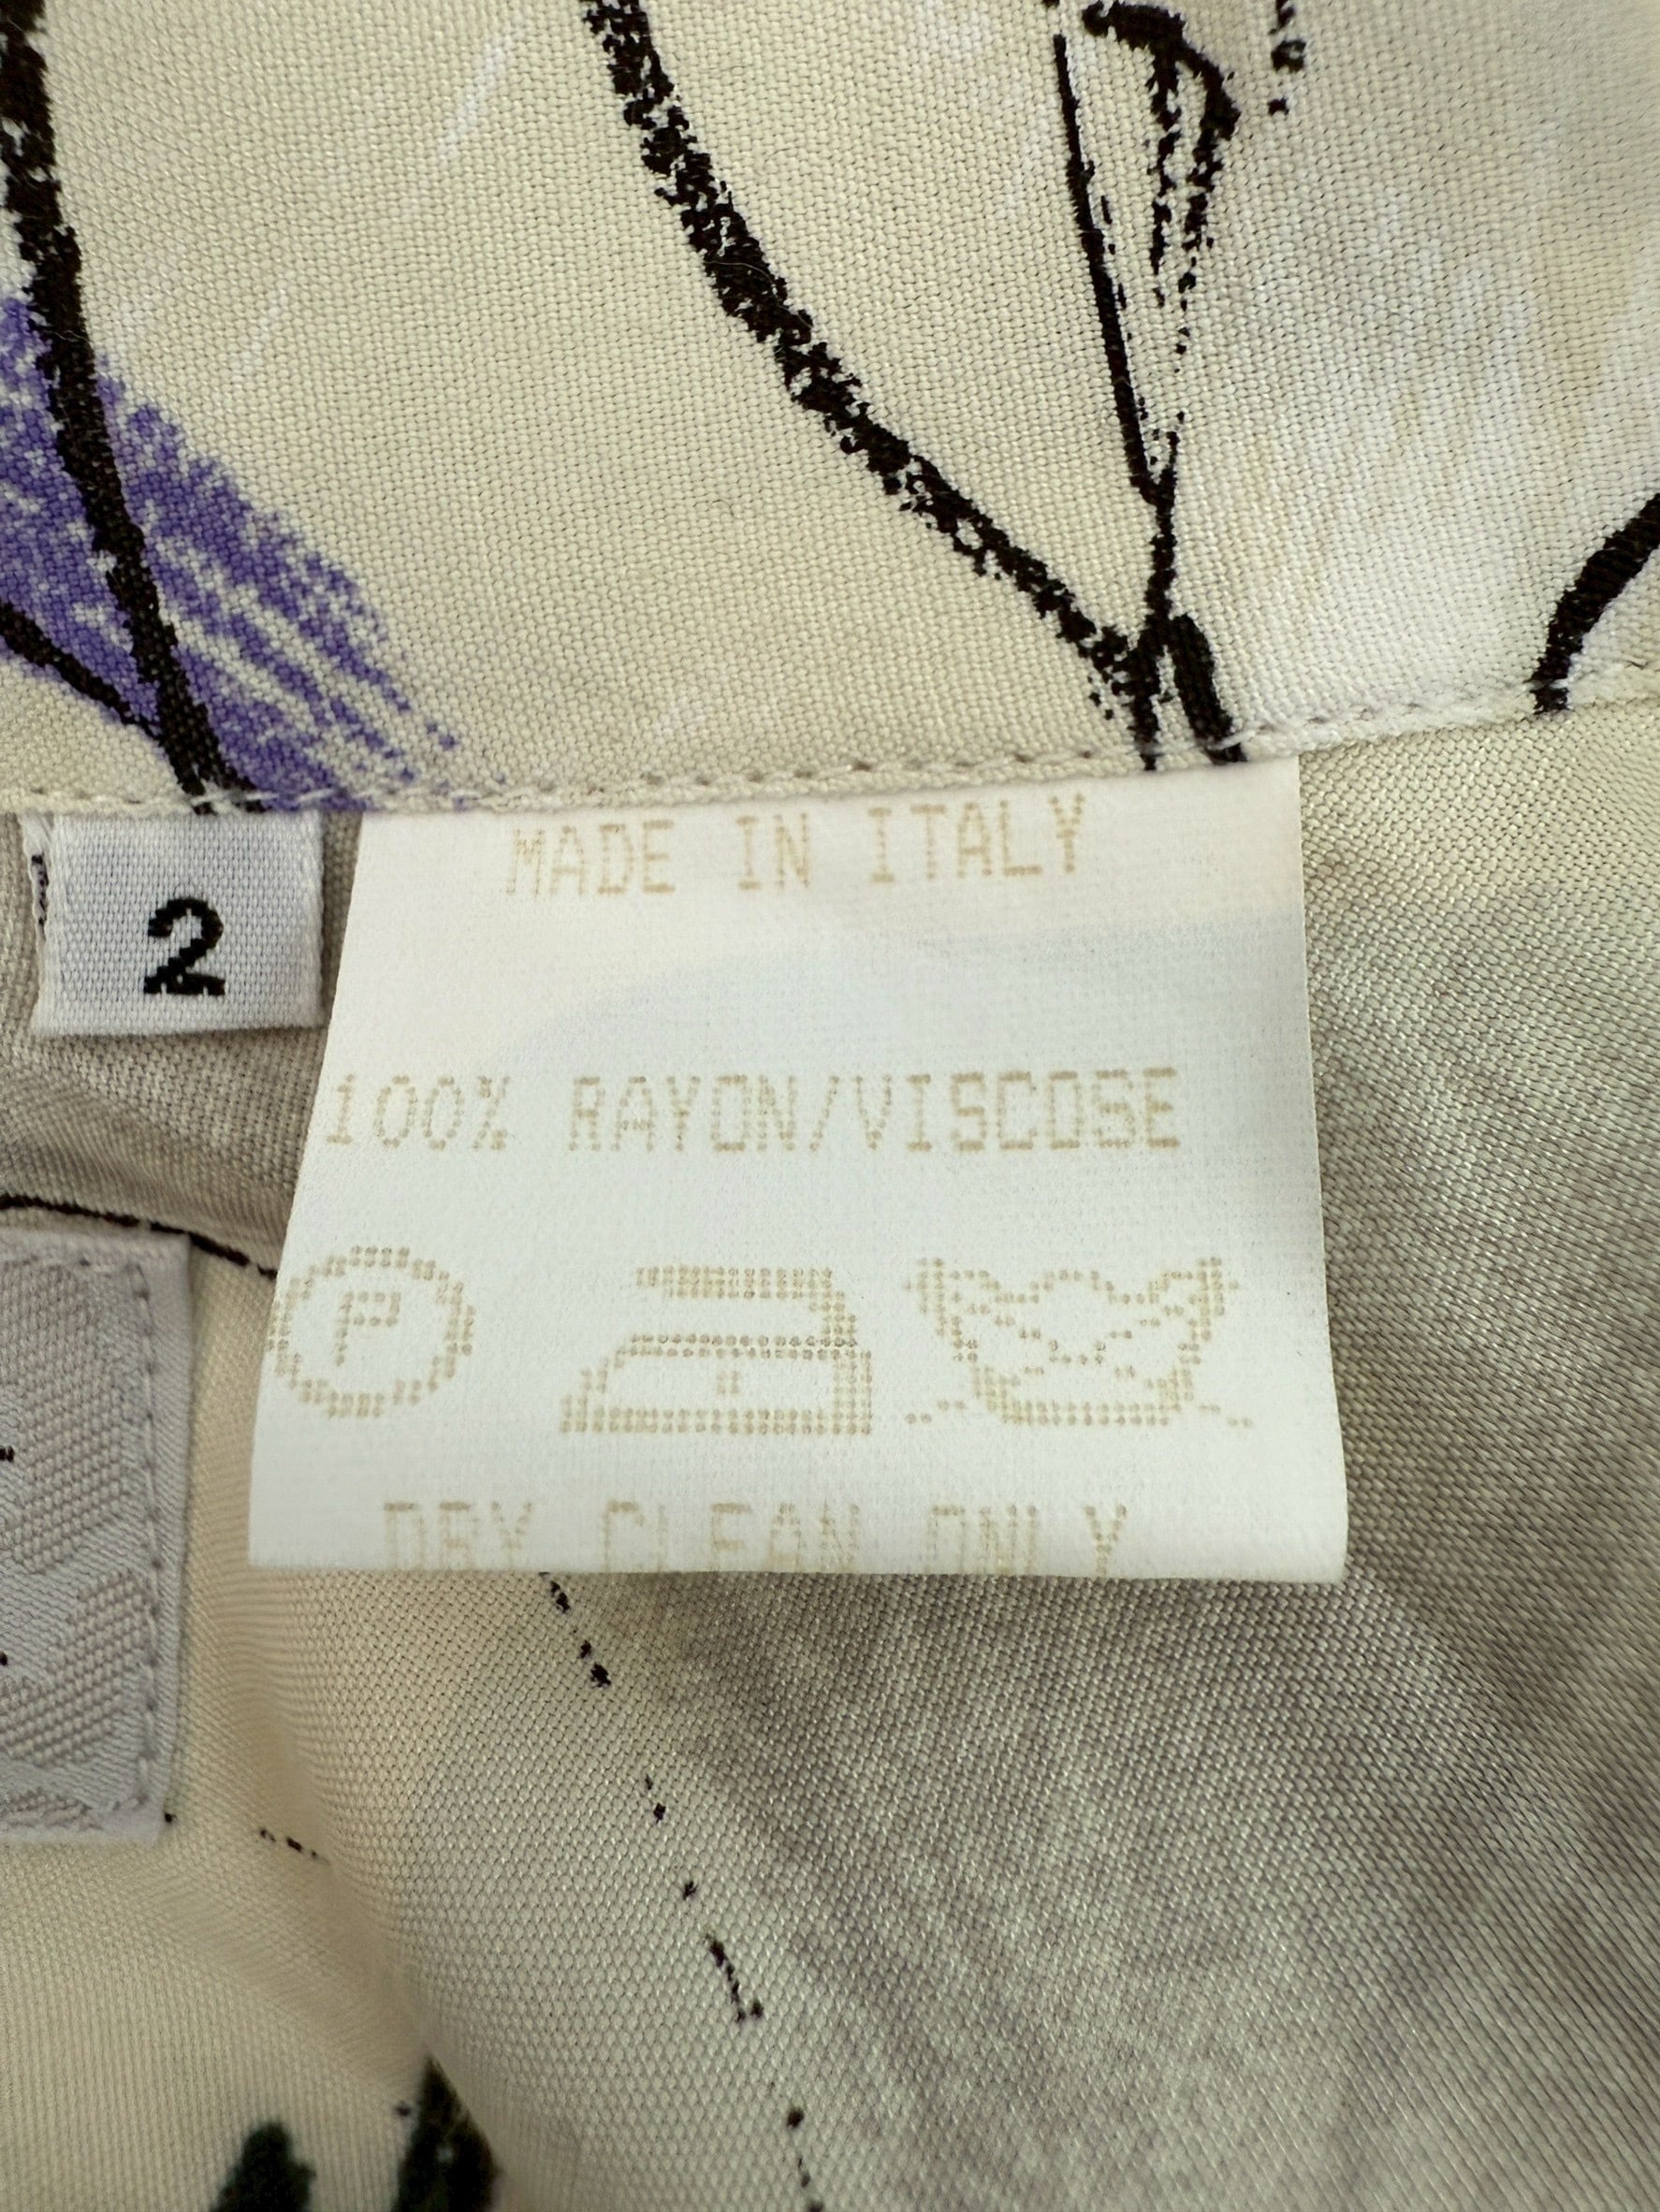 MADE IN ITALY
2
100% RAYON/VISCOSE
P
DRY CLEAN ONLY